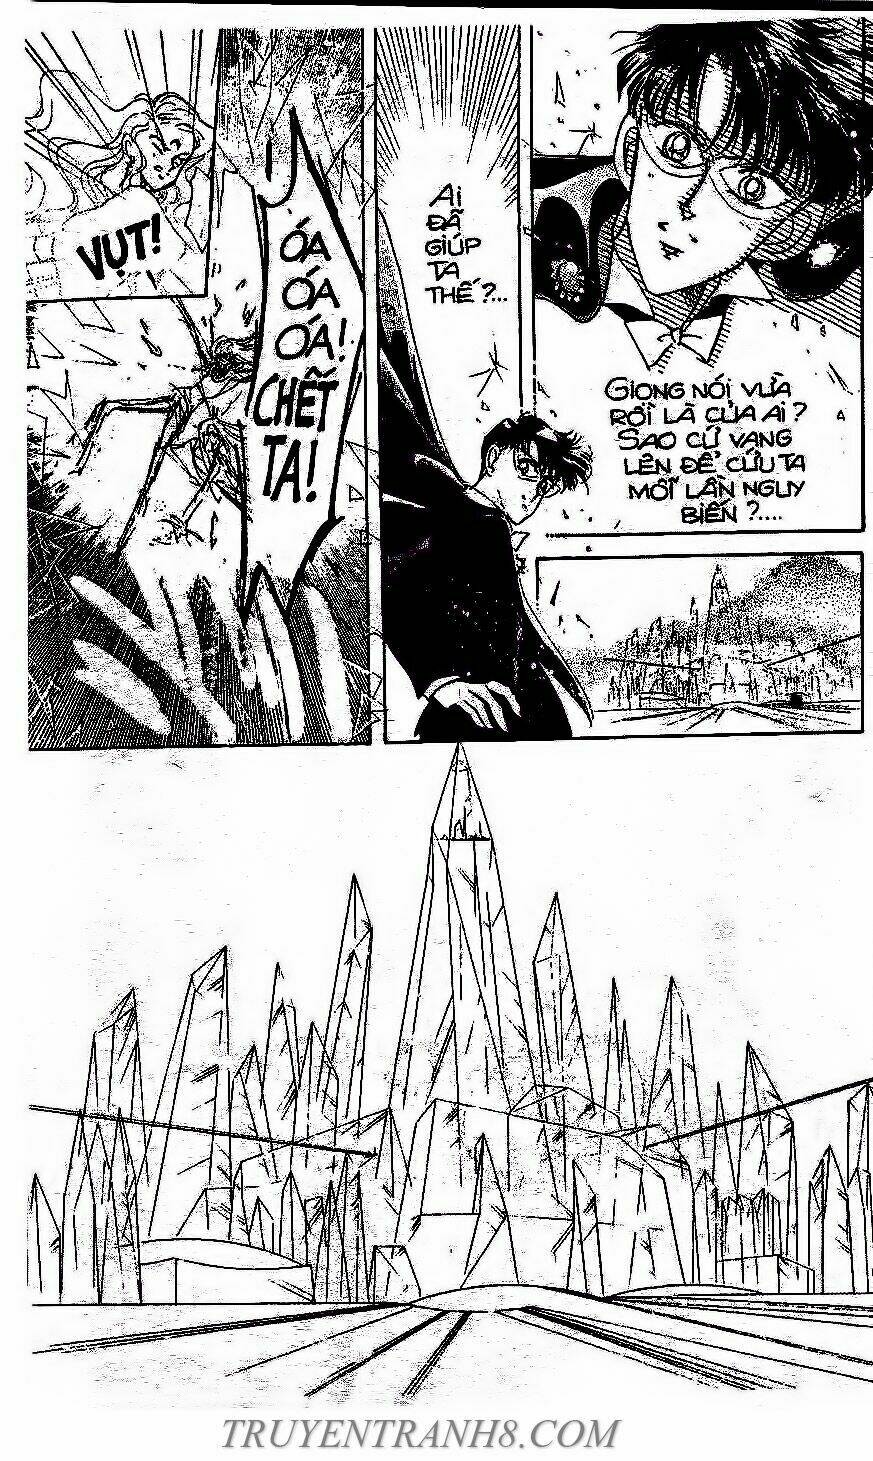 GIỌNG NÓI VỪA
RỒI LÀ CỦA AI?
SAO CỨ VANG
LÊN ĐỂ CỨU TA
MỖI LẦN NGUY
BIẾN?....
AI
ĐÃ
GIÚP
TA
THẾ?...
ÓA
ÓA
OÁ!
CHẾT
TA!
VỤT!
TRUYENTRANH8.COM